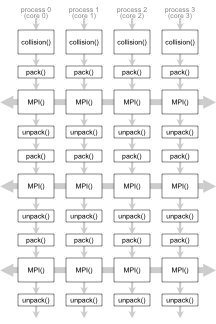 process 0 process 1 process 2 process 3
(core 0) (core 1) (core 2) (core 3)
collision() collision() collision() collision()
pack() pack() pack() pack()
MPI() MPI() MPI() MPI()
unpack() unpack() unpack() unpack()
pack() pack() pack() pack()
MPI() MPI() MPI() MPI()
unpack() unpack() unpack() unpack()
pack() pack() pack() pack()
MPI() MPI() MPI() MPI()
unpack() unpack() unpack() unpack()